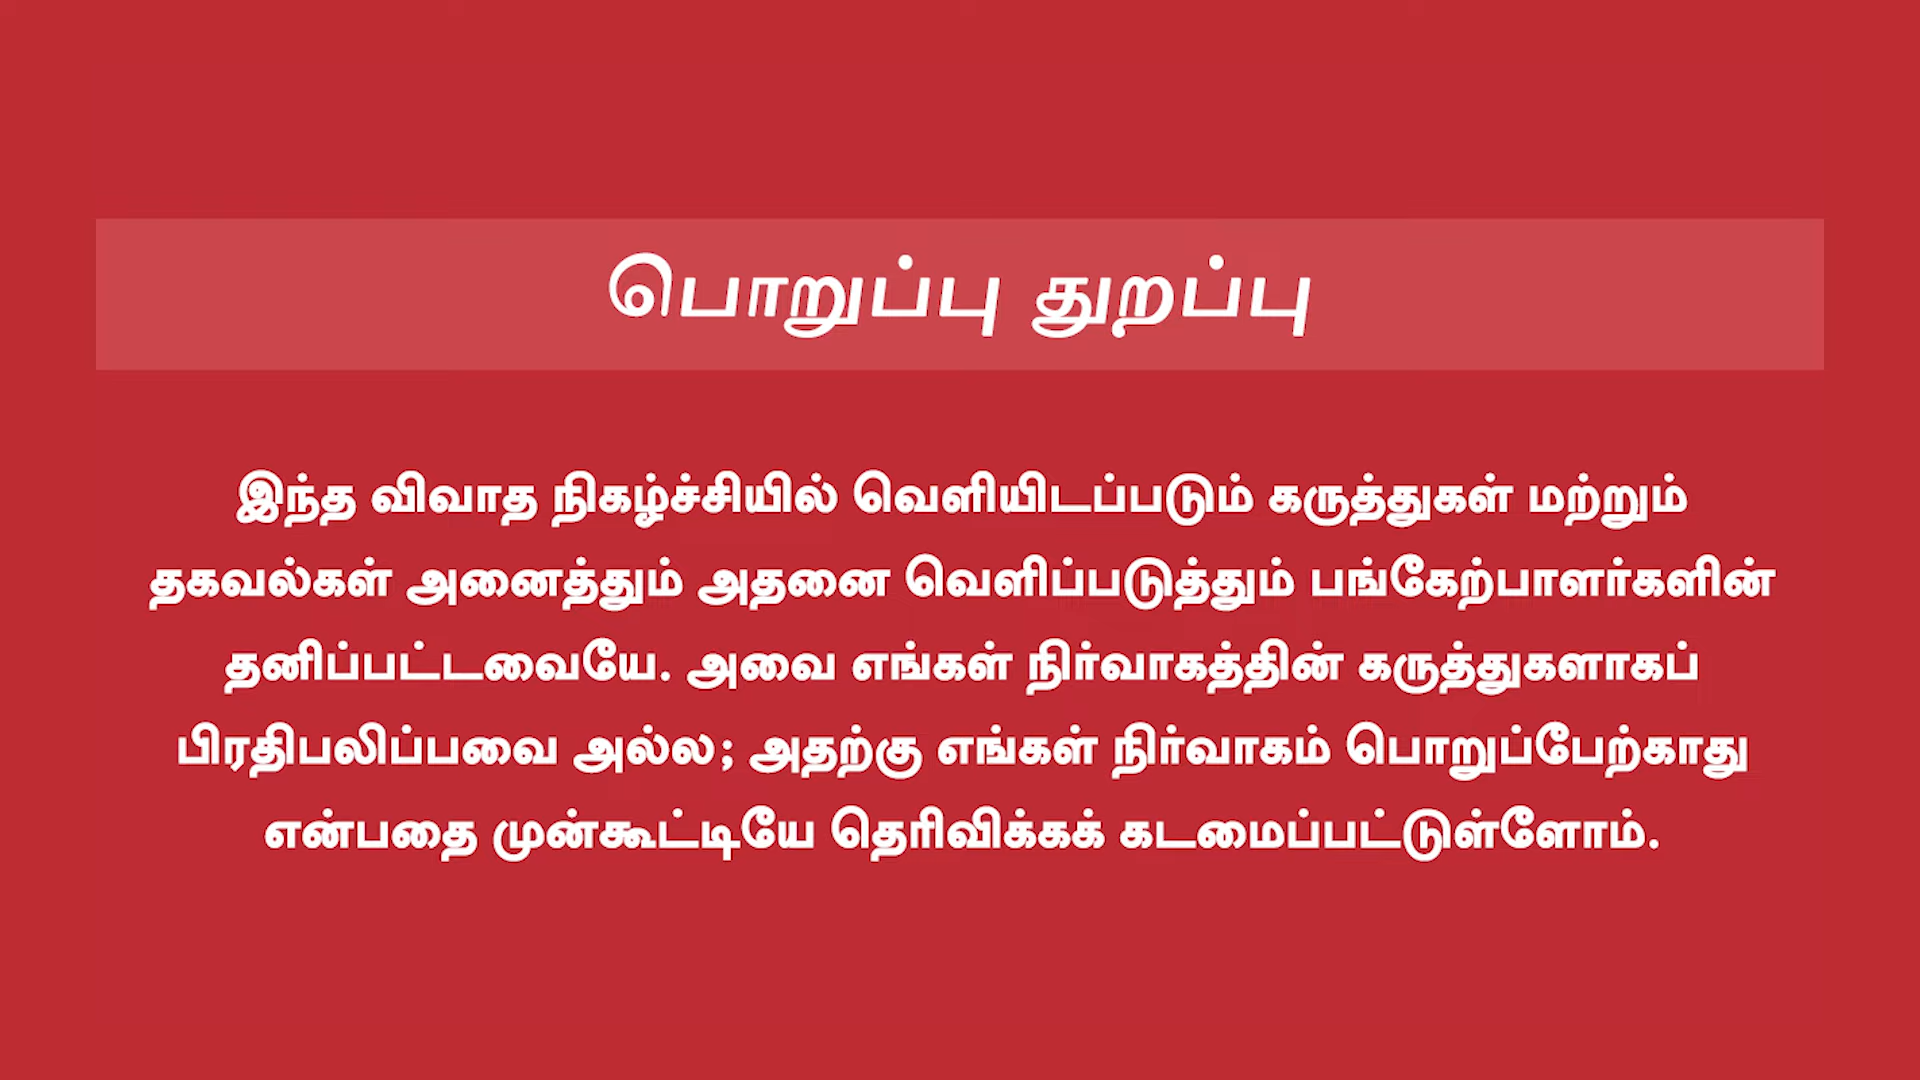 பொறுப்பு துறப்பு
இந்த விவாத நிகழ்ச்சியில் வெளியிடப்படும் கருத்துகள் மற்றும்
தகவல்கள் அனைத்தும் அதனை வெளிப்படுத்தும் பங்கேற்பாளர்களின்
தனிப்பட்டவையே. அவை எங்கள் நிர்வாகத்தின் கருத்துகளாகப்
பிரதிபலிப்பவை அல்ல; அதற்கு எங்கள் நிர்வாகம் பொறுப்பேற்காது
என்பதை முன்கூட்டியே தெரிவிக்கக் கடமைப்பட்டுள்ளோம்.